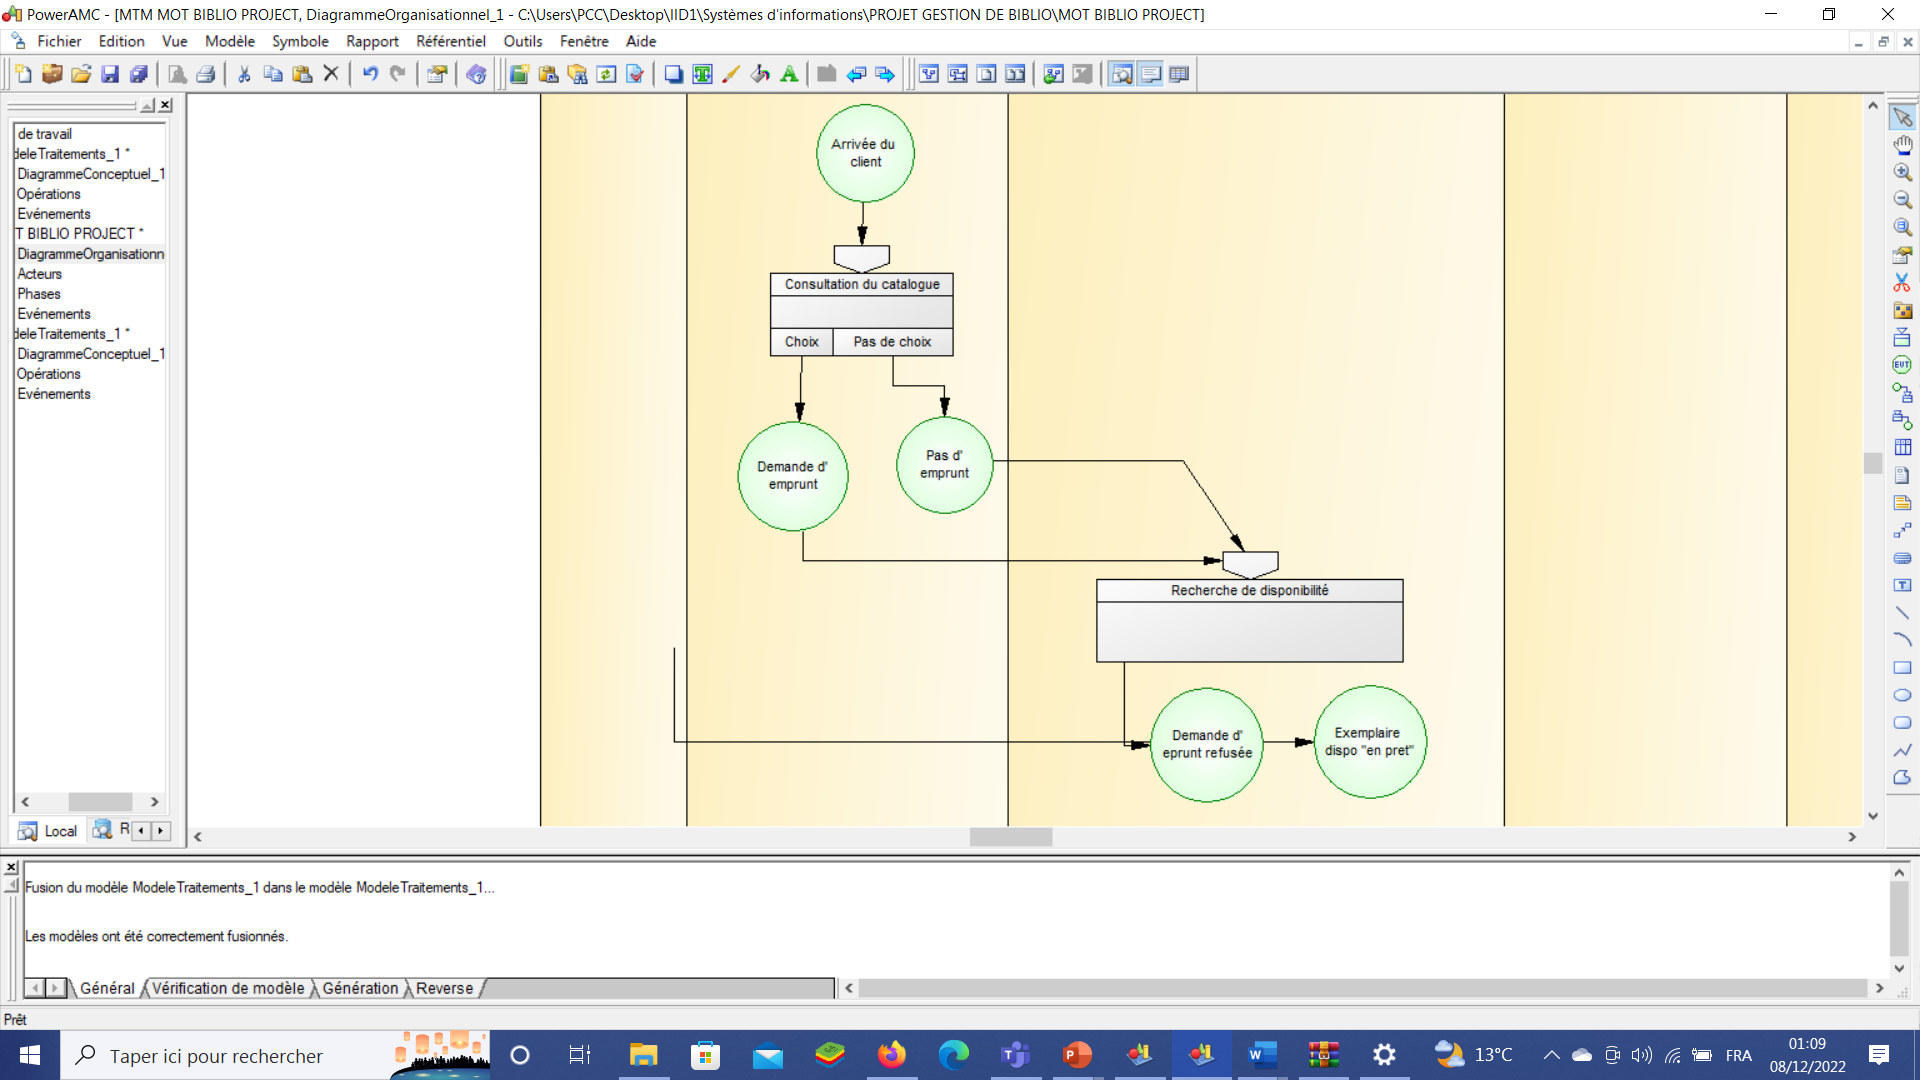 PowerAMC - [MTM MOT BIBLIO PROJECT, DiagrammeOrganisationnel_1 - C:\Users\PCC\Desktop\IID1\Systèmes d'informations\PROJET GESTION DE BIBLIO\MOT BIBLIO PROJECT]
Fichier Edition Vue Modèle Symbole Rapport Référentiel Outils Fenêtre Aide
de travail
deleTraitements_1 *
DiagrammeConceptuel_1
Opérations
Evénements
T BIBLIO PROJECT *
DiagrammeOrganisationn
Acteurs
Phases
Evénements
deleTraitements_1 *
DiagrammeConceptuel_1
Opérations
Evénements
Local R
Arrivée du
client
Consultation du catalogue
Choix Pas de choix
Demande d'
emprunt
Pas d'
emprunt
Recherche de disponibilité
Demande d'
eprunt refusée
Exemplaire
dispo "en pret"
EVT
T
Fusion du modèle ModeleTraitements_1 dans le modèle ModeleTraitements_1...
Les modèles ont été correctement fusionnés.
Général Vérification de modèle Génération Reverse
Prêt
Taper ici pour rechercher
13°C
FRA
01:09
08/12/2022